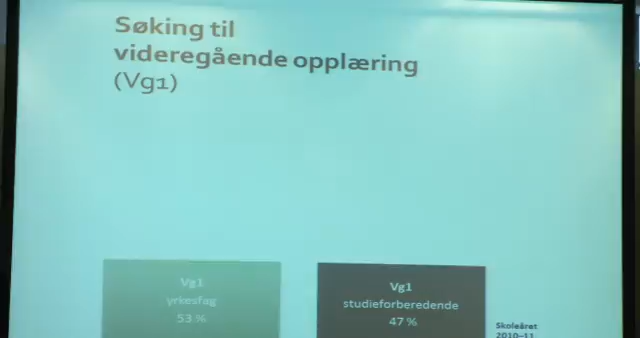 Søking til
videregående opplæring
(Vg1)
Vg1
yrkesfag
53 %
Vg1
studieforberedende
47 %
Skoleåret
2010-11